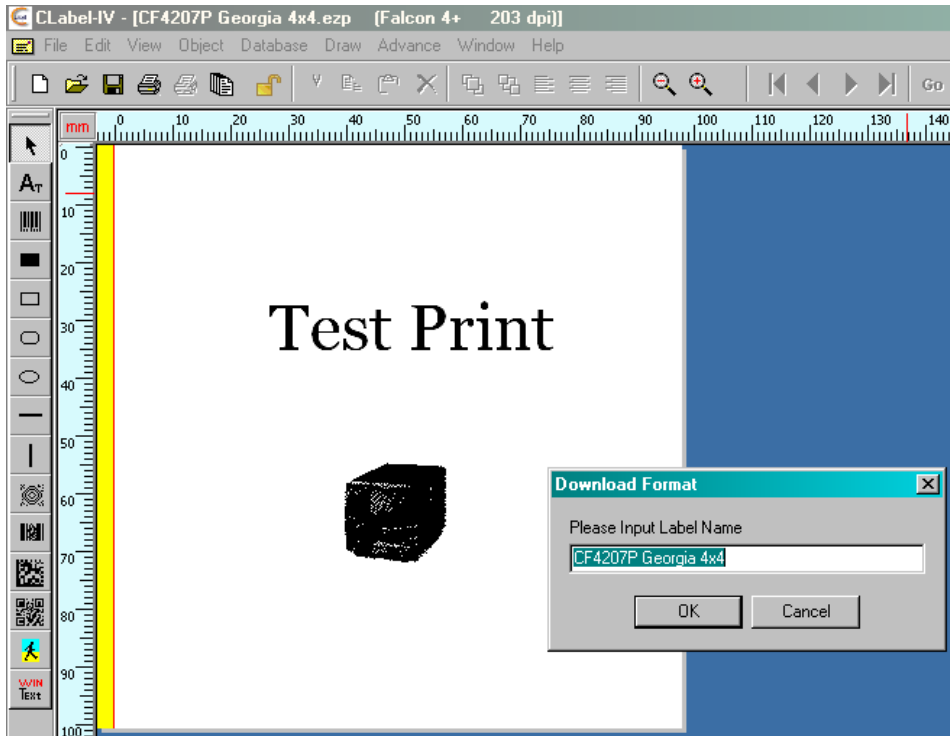 CLabel-IV - [CF4207P Georgia 4x4.ezp (Falcon 4+ 203 dpi)]
File Edit View Object Database Draw Advance Window Help
Go
mm 0 10 20 30 40 50 60 70 80 90 100 110 120 130 140
0
AT
10
20
Test Print
30
40
50
60
70
80
90
100
WIN
TEXT
Download Format
Please Input Label Name
CF4207P Georgia 4x4
OK Cancel